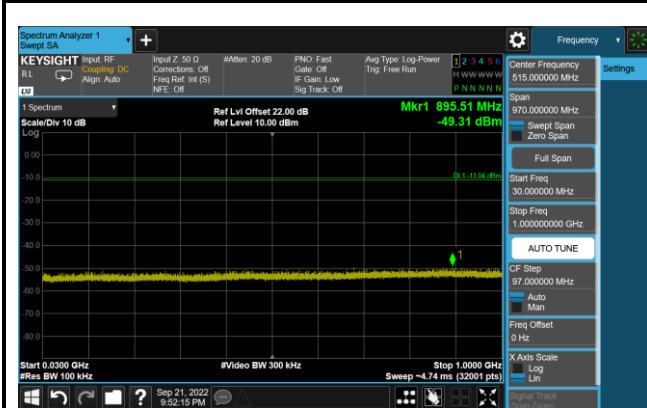 Spectrum Analyzer 1
Swept SA
Frequency
KEYSIGHT
RL
LXI
Input: RF
Coupling: DC
Align: Auto
Input Z: 50 Ω
Corrections: Off
Freq Ref: Int (S)
NFE: Off
#Atten: 20 dB
PNO: Fast
Gate: Off
IF Gain: Low
Sig Track: Off
Avg Type: Log-Power
Trig: Free Run
1 2 3 4 5 6
M W W W W W
P N N N N N
1 Spectrum
Scale/Div 10 dB
Log
Ref Lvl Offset 22.00 dB
Ref Level 10.00 dBm
Mkr1 895.51 MHz
-49.31 dBm
0.00
-10.0
-20.0
-30.0
-40.0
-50.0
-60.0
-70.0
-80.0
1
Start 0.0300 GHz
#Res BW 100 kHz
#Video BW 300 kHz
Stop 1.0000 GHz
Sweep ~4.74 ms (32001 pts)
Center Frequency
515.000000 MHz
Span
970.000000 MHz
Swept Span
Zero Span
Full Span
Start Freq
30.000000 MHz
Stop Freq
1.000000000 GHz
AUTO TUNE
CF Step
97.000000 MHz
Auto
Man
Freq Offset
0 Hz
X Axis Scale
Log
Lin
Signal Track
(Span Zoom)
Settings
Sep 21, 2022
9:52:15 PM